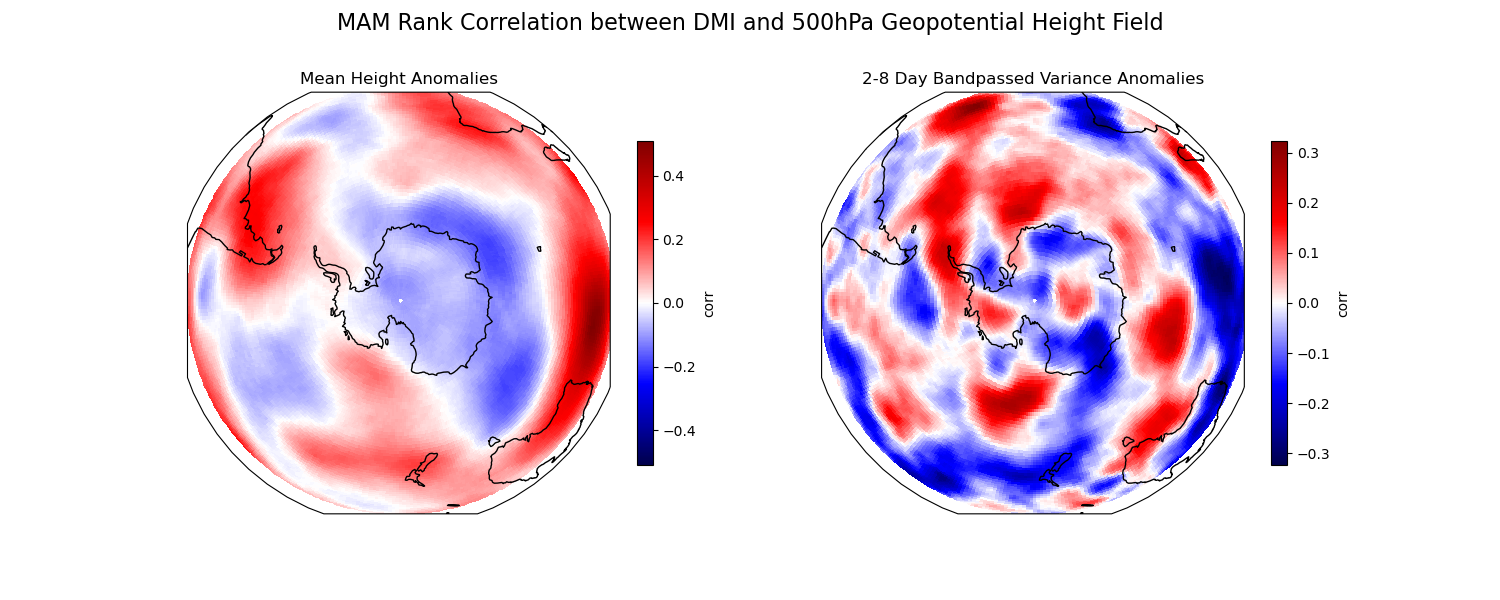 MAM Rank Correlation between DMI and 500hPa Geopotential Height Field
Mean Height Anomalies
0.4
0.2
0.0
−0.2
−0.4
corr
2-8 Day Bandpassed Variance Anomalies
0.3
0.2
0.1
0.0
−0.1
−0.2
−0.3
corr